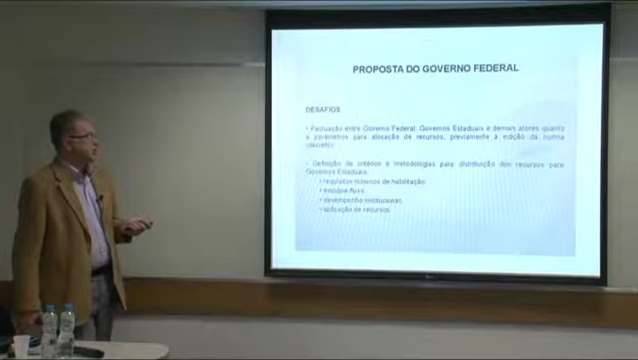 PROPOSTA DO GOVERNO FEDERAL
DESAFIOS
• Pactuação entre Governo Federal, Governos Estaduais e demais atores quanto
a parâmetros para alocação de recursos, previamente à edição da norma
(decreto)
• Definição de critérios e metodologias para distribuição dos recursos para
Governos Estaduais:
• requisitos mínimos de habilitação
• estoque fluxo
• desempenho institucional
• aplicação de recursos